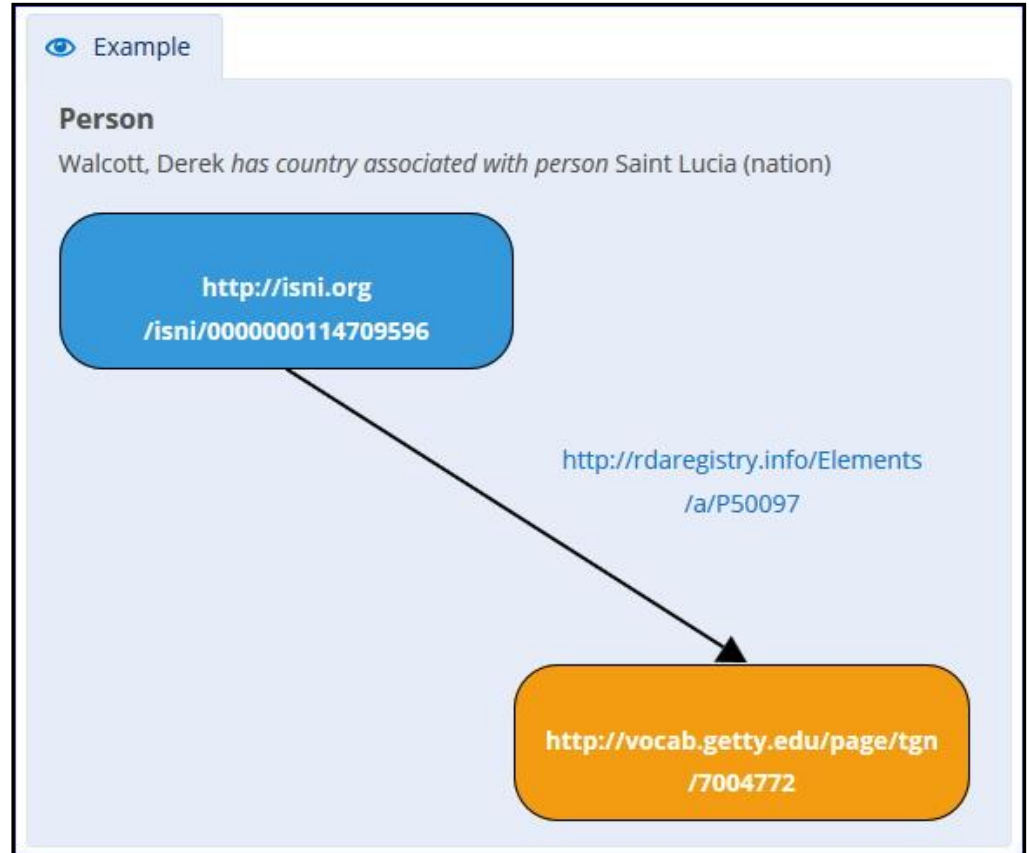 Example
Person
Walcott, Derek has country associated with person Saint Lucia (nation)
http://isni.org
/isni/0000000114709596
http://rdaregistry.info/Elements
/a/P50097
http://vocab.getty.edu/page/tgn
/7004772